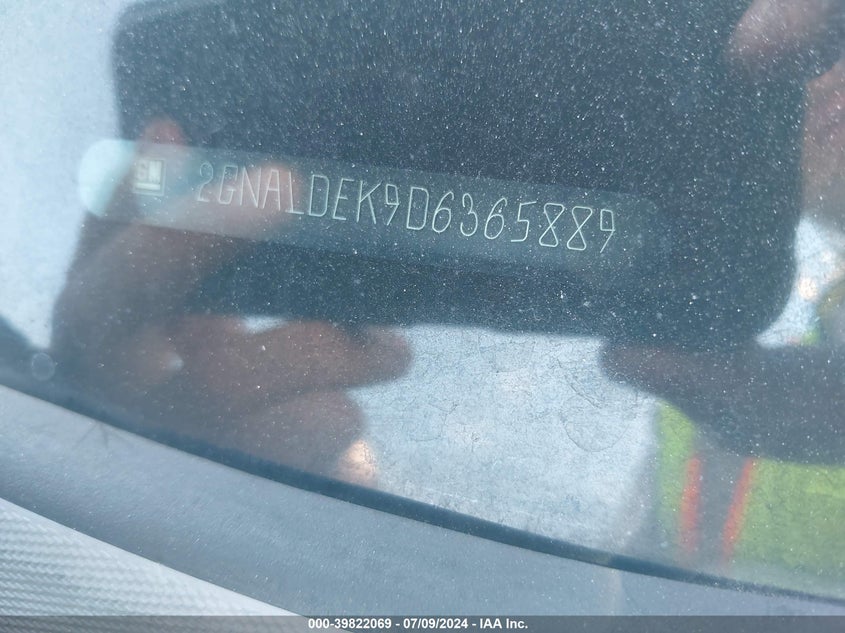 GM 2GNALDEK9D6365889
000-39822069 - 07/09/2024 - IAA Inc.